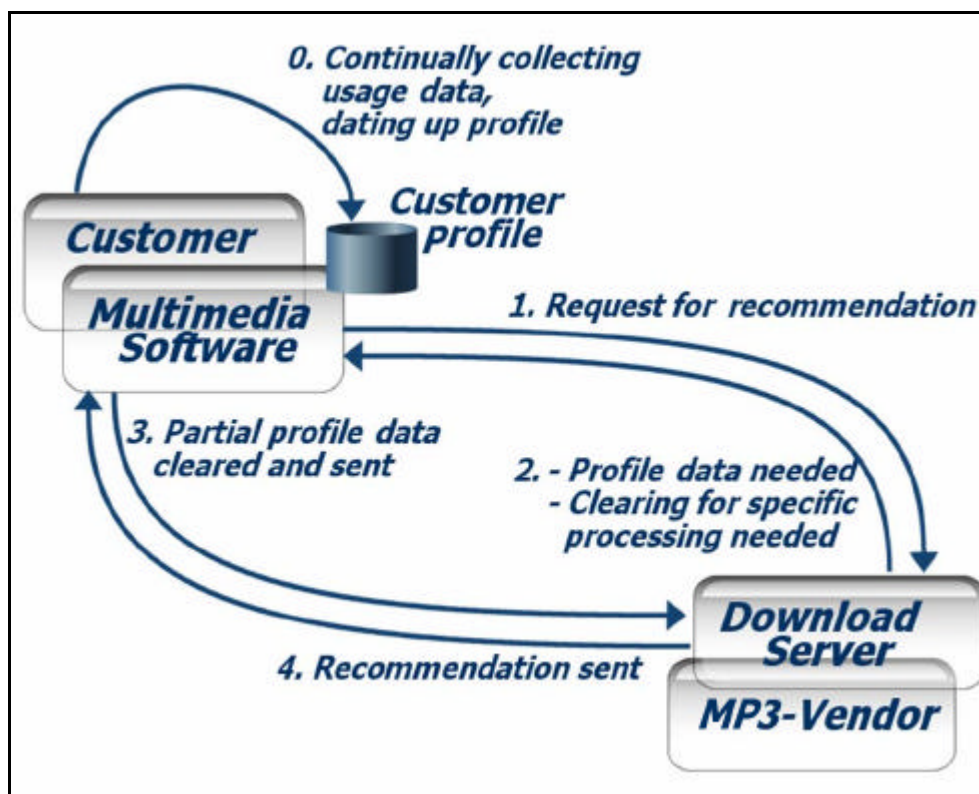 0. Continually collecting
usage data,
dating up profile
Customer
profile
Customer
Multimedia
Software
1. Request for recommendation
3. Partial profile data
cleared and sent
2. - Profile data needed
- Clearing for specific
processing needed
Download
Server
4. Recommendation sent
MP3-Vendor